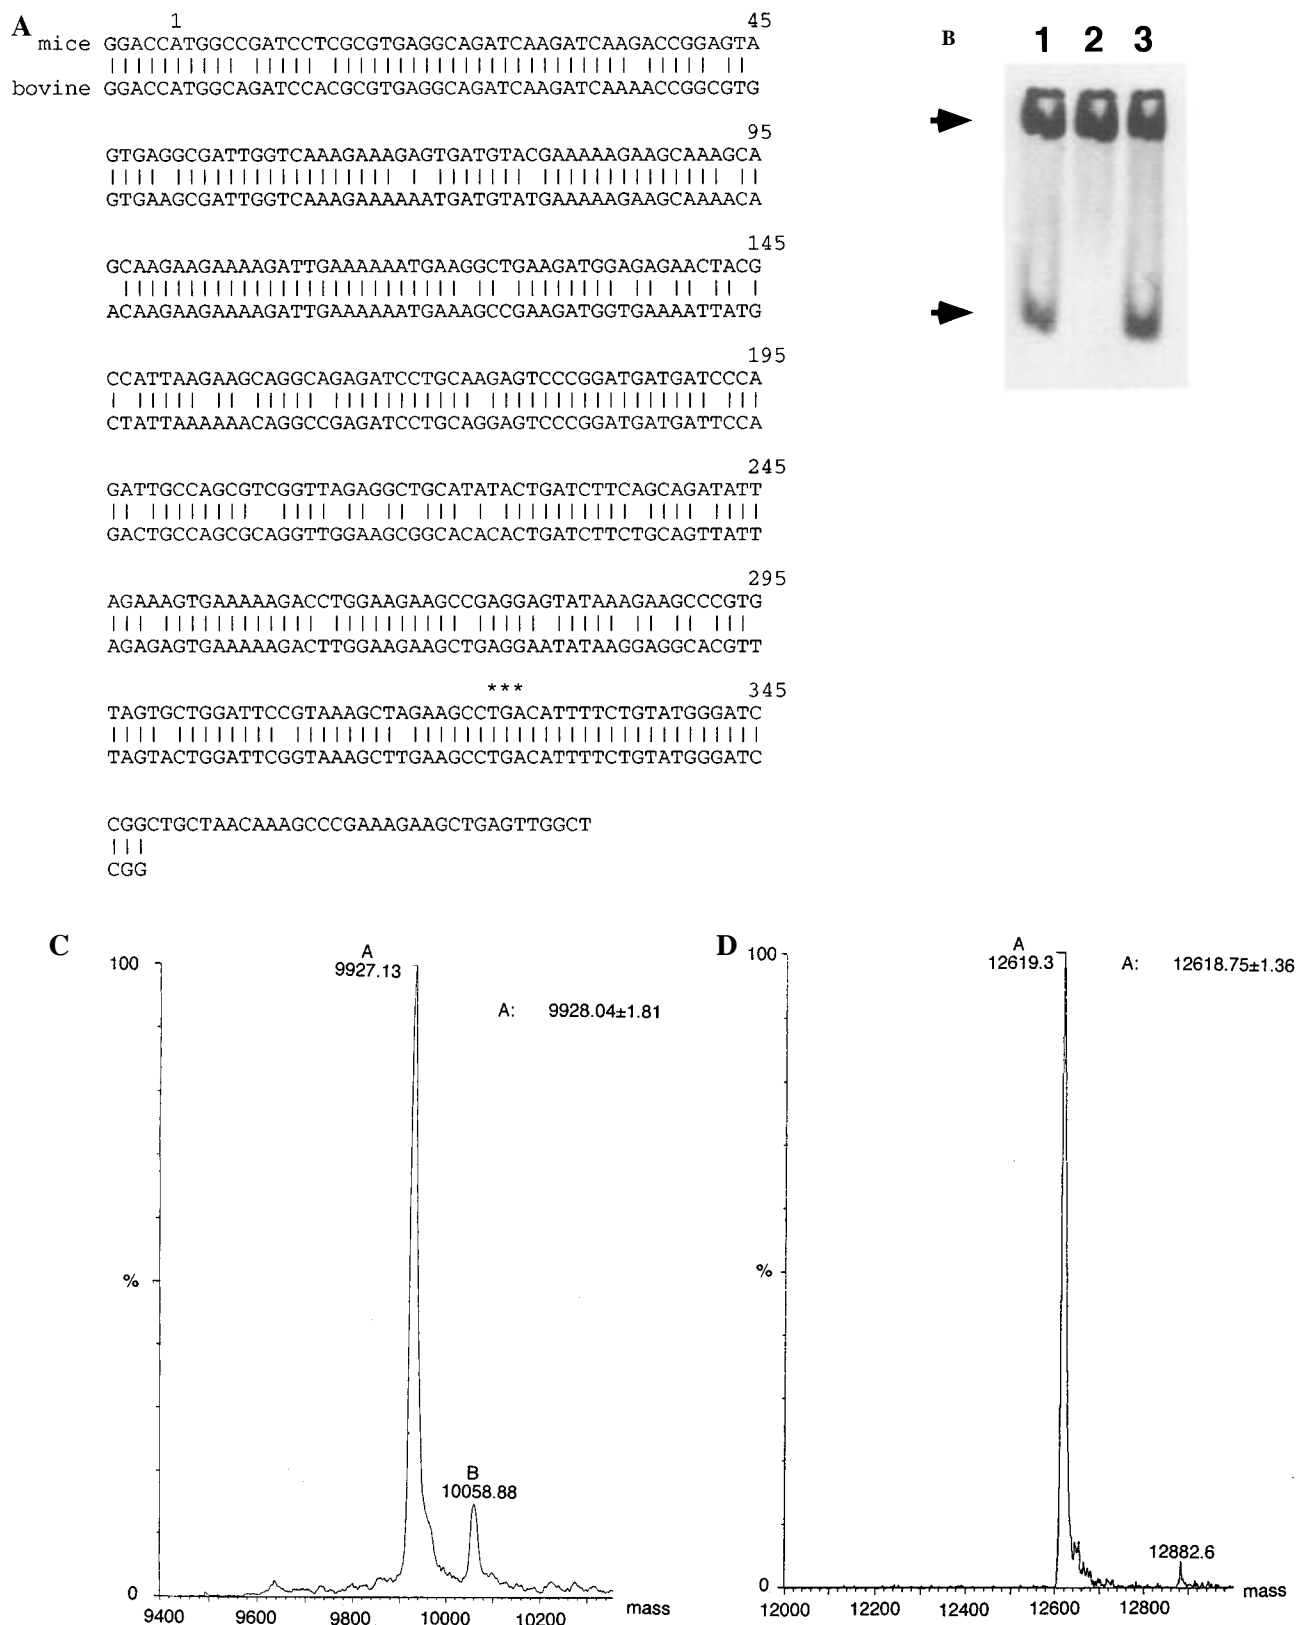 A
1 45
mice GGACCATGGCCGATCCTCGCGTGAGGCAGATCAAGATCAAGACCGGAGTA
bovine GGACCATGGCAGATCCACGCGTGAGGCAGATCAAGATCAAAACCGGCGTG
95
GTGAGGCGATTGGTCAAAGAAAGAGTGATGTACGAAAAAGAAGCAAAGCA
GTGAAGCGATTGGTCAAAGAAAAAATGATGTATGAAAAAGAAGCAAAACA
145
GCAAGAAGAAAAGATTGAAAAAATGAAGGCTGAAGATGGAGAGAACTACG
ACAAGAAGAAAAGATTGAAAAAATGAAAGCCGAAGATGGTGAAAATTATG
195
CCATTAAGAAGCAGGCAGAGATCCTGCAAGAGTCCCGGATGATGATCCCA
CTATTAAAAAACAGGCCGAGATCCTGCAGGAGTCCCGGATGATGATTCCA
245
GATTGCCAGCGTCGGTTAGAGGCTGCATATACTGATCTTCAGCAGATATT
GACTGCCAGCGCAGGTTGGAAGCGGCACACACTGATCTTCTGCAGTTATT
295
AGAAAGTGAAAAAGACCTGGAAGAAGCCGAGGAGTATAAAGAAGCCCGTG
AGAGAGTGAAAAAGACTTGGAAGAAGCTGAGGAATATAAGGAGGCACGTT
*** 345
TAGTGCTGGATTCCGTAAAGCTAGAAGCCTGACATTTTCTGTATGGGATC
TAGTACTGGATTCGGTAAAGCTTGAAGCCTGACATTTTCTGTATGGGATC
CGGCTGCTAACAAAGCCCGAAAGAAGCTGAGTTGGCT
CGG
B 1 2 3
C
A
9927.13
100
A: 9928.04±1.81
%
B
10058.88
0
9400 9600 9800 10000 10200 mass
D
A
100
12619.3
A: 12618.75±1.36
%
12882.6
0
12000 12200 12400 12600 12800 mass